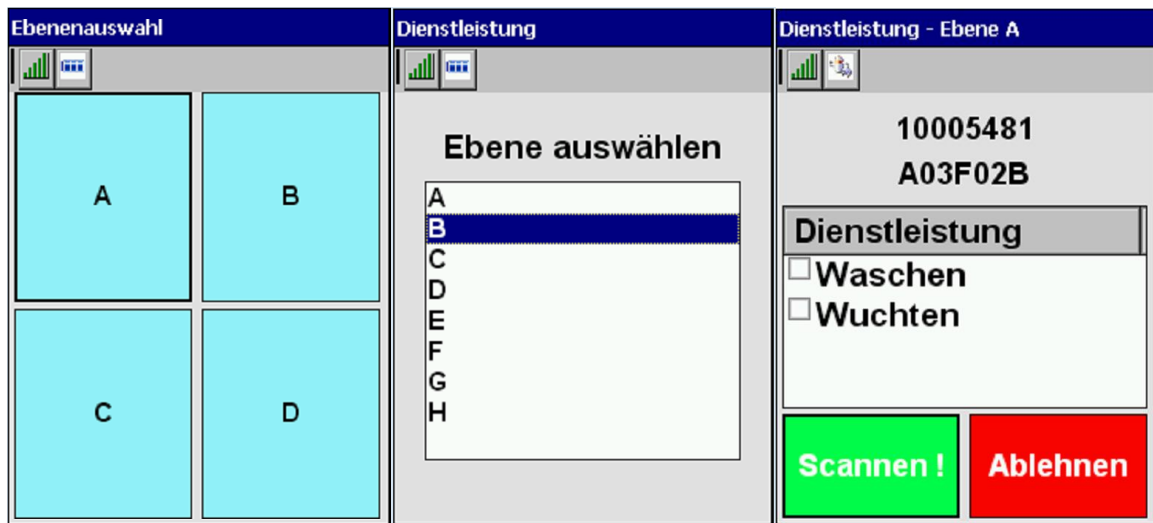 Ebenenauswahl
A
B
C
D
Dienstleistung
Ebene auswählen
A
B
C
D
E
F
G
H
Dienstleistung - Ebene A
10005481
A03F02B
Dienstleistung
Waschen
Wuchten
Scannen !
Ablehnen